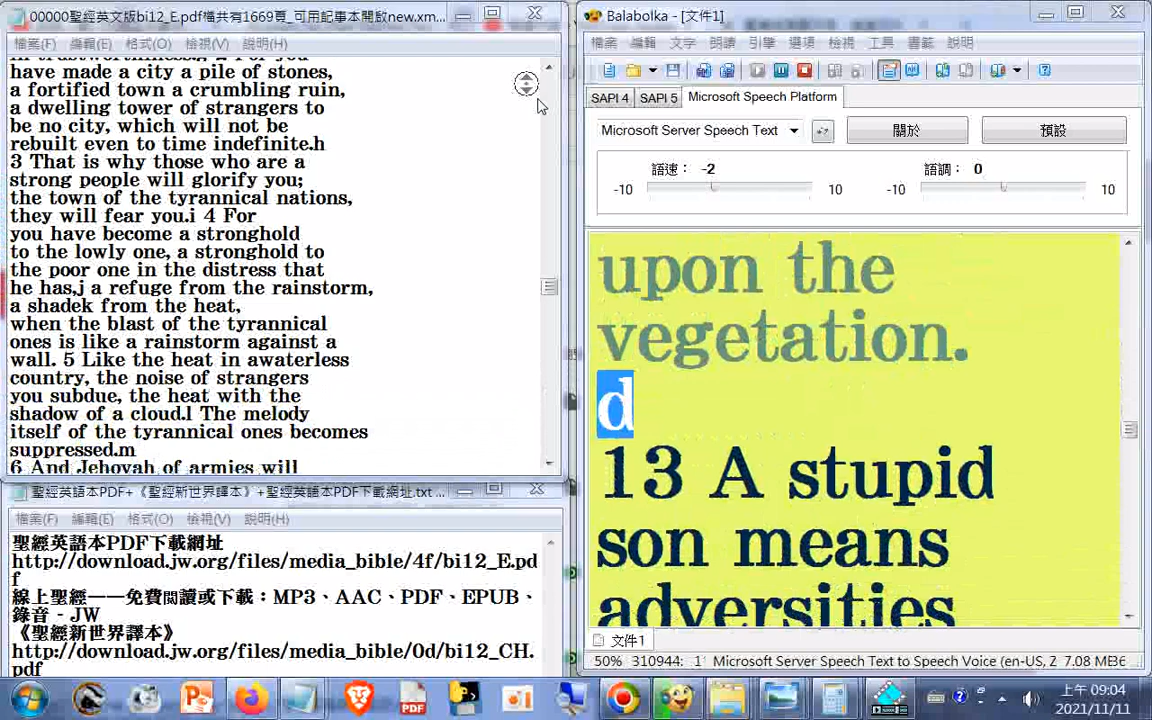 00000聖經英文版bi12_E.pdf檔共有1669頁_可用記事本開啟new.xm...
檔案(F) 編輯(E) 格式(O) 檢視(V) 說明(H)
in trustworthiness.g 2 For you
have made a city a pile of stones,
a fortified town a crumbling ruin,
a dwelling tower of strangers to
be no city, which will not be
rebuilt even to time indefinite.h
3 That is why those who are a
strong people will glorify you;
the town of the tyrannical nations,
they will fear you.i 4 For
you have become a stronghold
to the lowly one, a stronghold to
the poor one in the distress that
he has,j a refuge from the rainstorm,
a shadek from the heat,
when the blast of the tyrannical
ones is like a rainstorm against a
wall. 5 Like the heat in awaterless
country, the noise of strangers
you subdue, the heat with the
shadow of a cloud.l The melody
itself of the tyrannical ones becomes
suppressed.m
6 And Jehovah of armies will
聖經英語本PDF+《聖經新世界譯本》+聖經英語本PDF下載網址.txt ...
檔案(F) 編輯(E) 格式(O) 檢視(V) 說明(H)
聖經英語本PDF下載網址
http://download.jw.org/files/media_bible/4f/bi12_E.pd
f
線上聖經──免費閱讀或下載：MP3、AAC、PDF、EPUB、
錄音 - JW
《聖經新世界譯本》
http://download.jw.org/files/media_bible/0d/bi12_CH.
pdf
Balabolka - [文件1]
檔案 編輯 文字 朗讀 引擎 選項 檢視 工具 書籤 說明
SAPI 4 SAPI 5 Microsoft Speech Platform
Microsoft Server Speech Text 關於 預設
語速： -2 語調： 0
-10 10 -10 10
upon the
vegetation.
d
13 A stupid
son means
adversities
文件1
50% 310944: 1 Microsoft Server Speech Text to Speech Voice (en-US, 2 7.08 MB
上午 09:04
2021/11/11